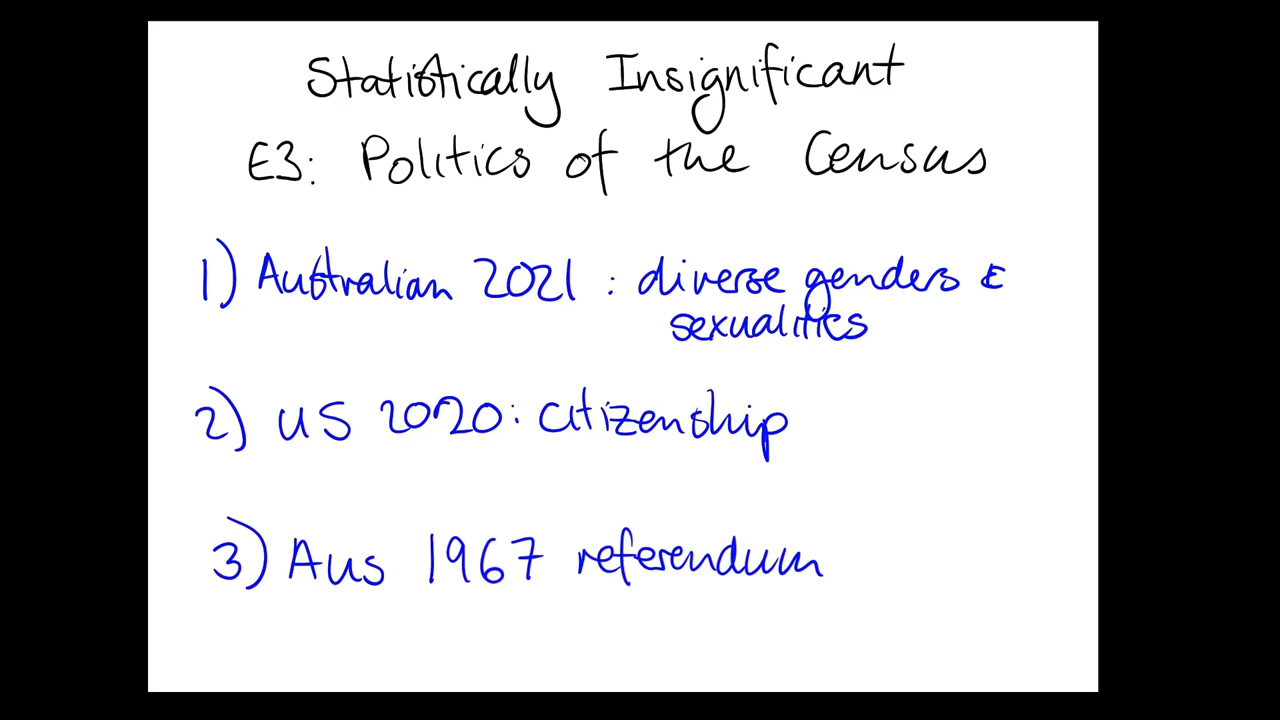 Statistically Insignificant
E3: Politics of the Census
1) Australian 2021: diverse genders &
sexualities
2) US 2020: citizenship
3) Aus 1967 referendum